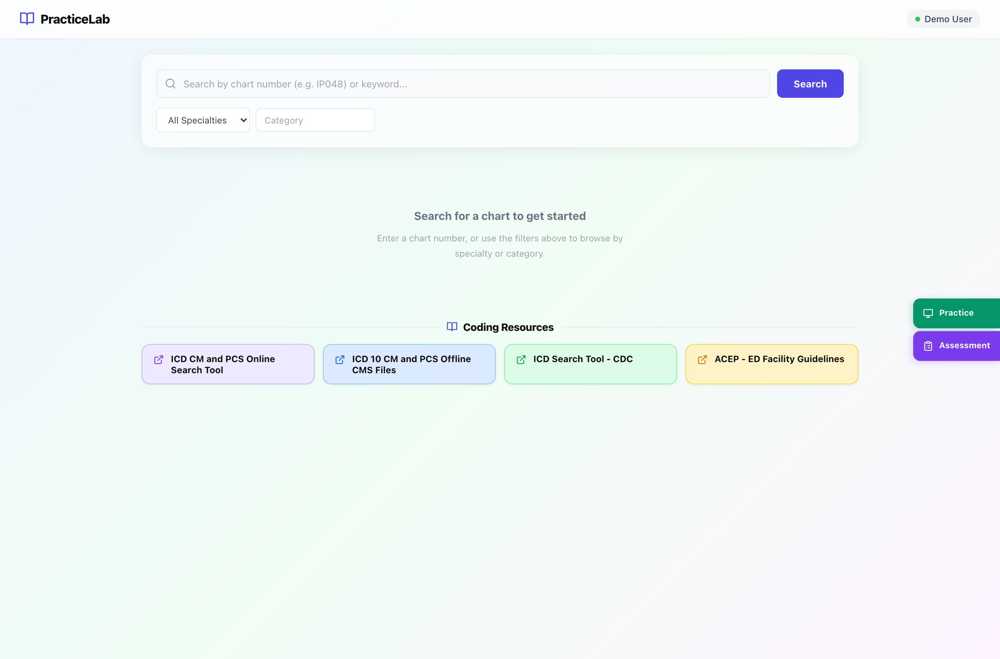 PracticeLab
Demo User
Search by chart number (e.g. IP048) or keyword...
Search
All Specialties
Category
Search for a chart to get started
Enter a chart number, or use the filters above to browse by
specialty or category.
Practice
Assessment
Coding Resources
ICD CM and PCS Online
Search Tool
ICD 10 CM and PCS Offline
CMS Files
ICD Search Tool - CDC
ACEP - ED Facility Guidelines